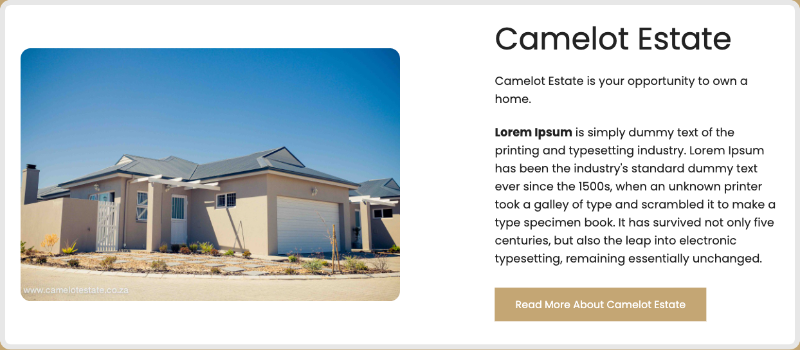 Camelot Estate
Camelot Estate is your opportunity to own a
home.
Lorem Ipsum is simply dummy text of the
printing and typesetting industry. Lorem Ipsum
has been the industry's standard dummy text
ever since the 1500s, when an unknown printer
took a galley of type and scrambled it to make a
type specimen book. It has survived not only five
centuries, but also the leap into electronic
typesetting, remaining essentially unchanged.
Read More About Camelot Estate
www.camelotestate.co.za